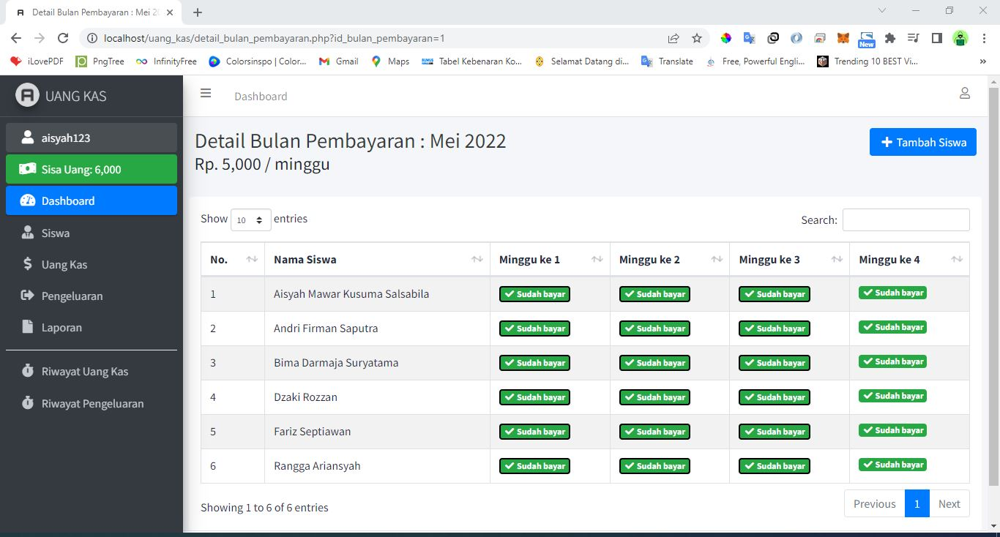 Detail Bulan Pembayaran : Mei 20
localhost/uang_kas/detail_bulan_pembayaran.php?id_bulan_pembayaran=1
New
iLovePDF PngTree InfinityFree Colorsinspo | Color... Gmail Maps Tabel Kebenaran Ko... Selamat Datang di... Translate Free, Powerful Engli... Trending 10 BEST Vi... »
UANG KAS
Dashboard
aisyah123
Sisa Uang: 6,000
Dashboard
Siswa
Uang Kas
Pengeluaran
Laporan
Riwayat Uang Kas
Riwayat Pengeluaran
Detail Bulan Pembayaran : Mei 2022
Rp. 5,000 / minggu
Tambah Siswa
Show 10 entries
Search:
No. Nama Siswa Minggu ke 1 Minggu ke 2 Minggu ke 3 Minggu ke 4
1 Aisyah Mawar Kusuma Salsabila Sudah bayar Sudah bayar Sudah bayar Sudah bayar
2 Andri Firman Saputra Sudah bayar Sudah bayar Sudah bayar Sudah bayar
3 Bima Darmaja Suryatama Sudah bayar Sudah bayar Sudah bayar Sudah bayar
4 Dzaki Rozzan Sudah bayar Sudah bayar Sudah bayar Sudah bayar
5 Fariz Septiawan Sudah bayar Sudah bayar Sudah bayar Sudah bayar
6 Rangga Ariansyah Sudah bayar Sudah bayar Sudah bayar Sudah bayar
Showing 1 to 6 of 6 entries
Previous 1 Next